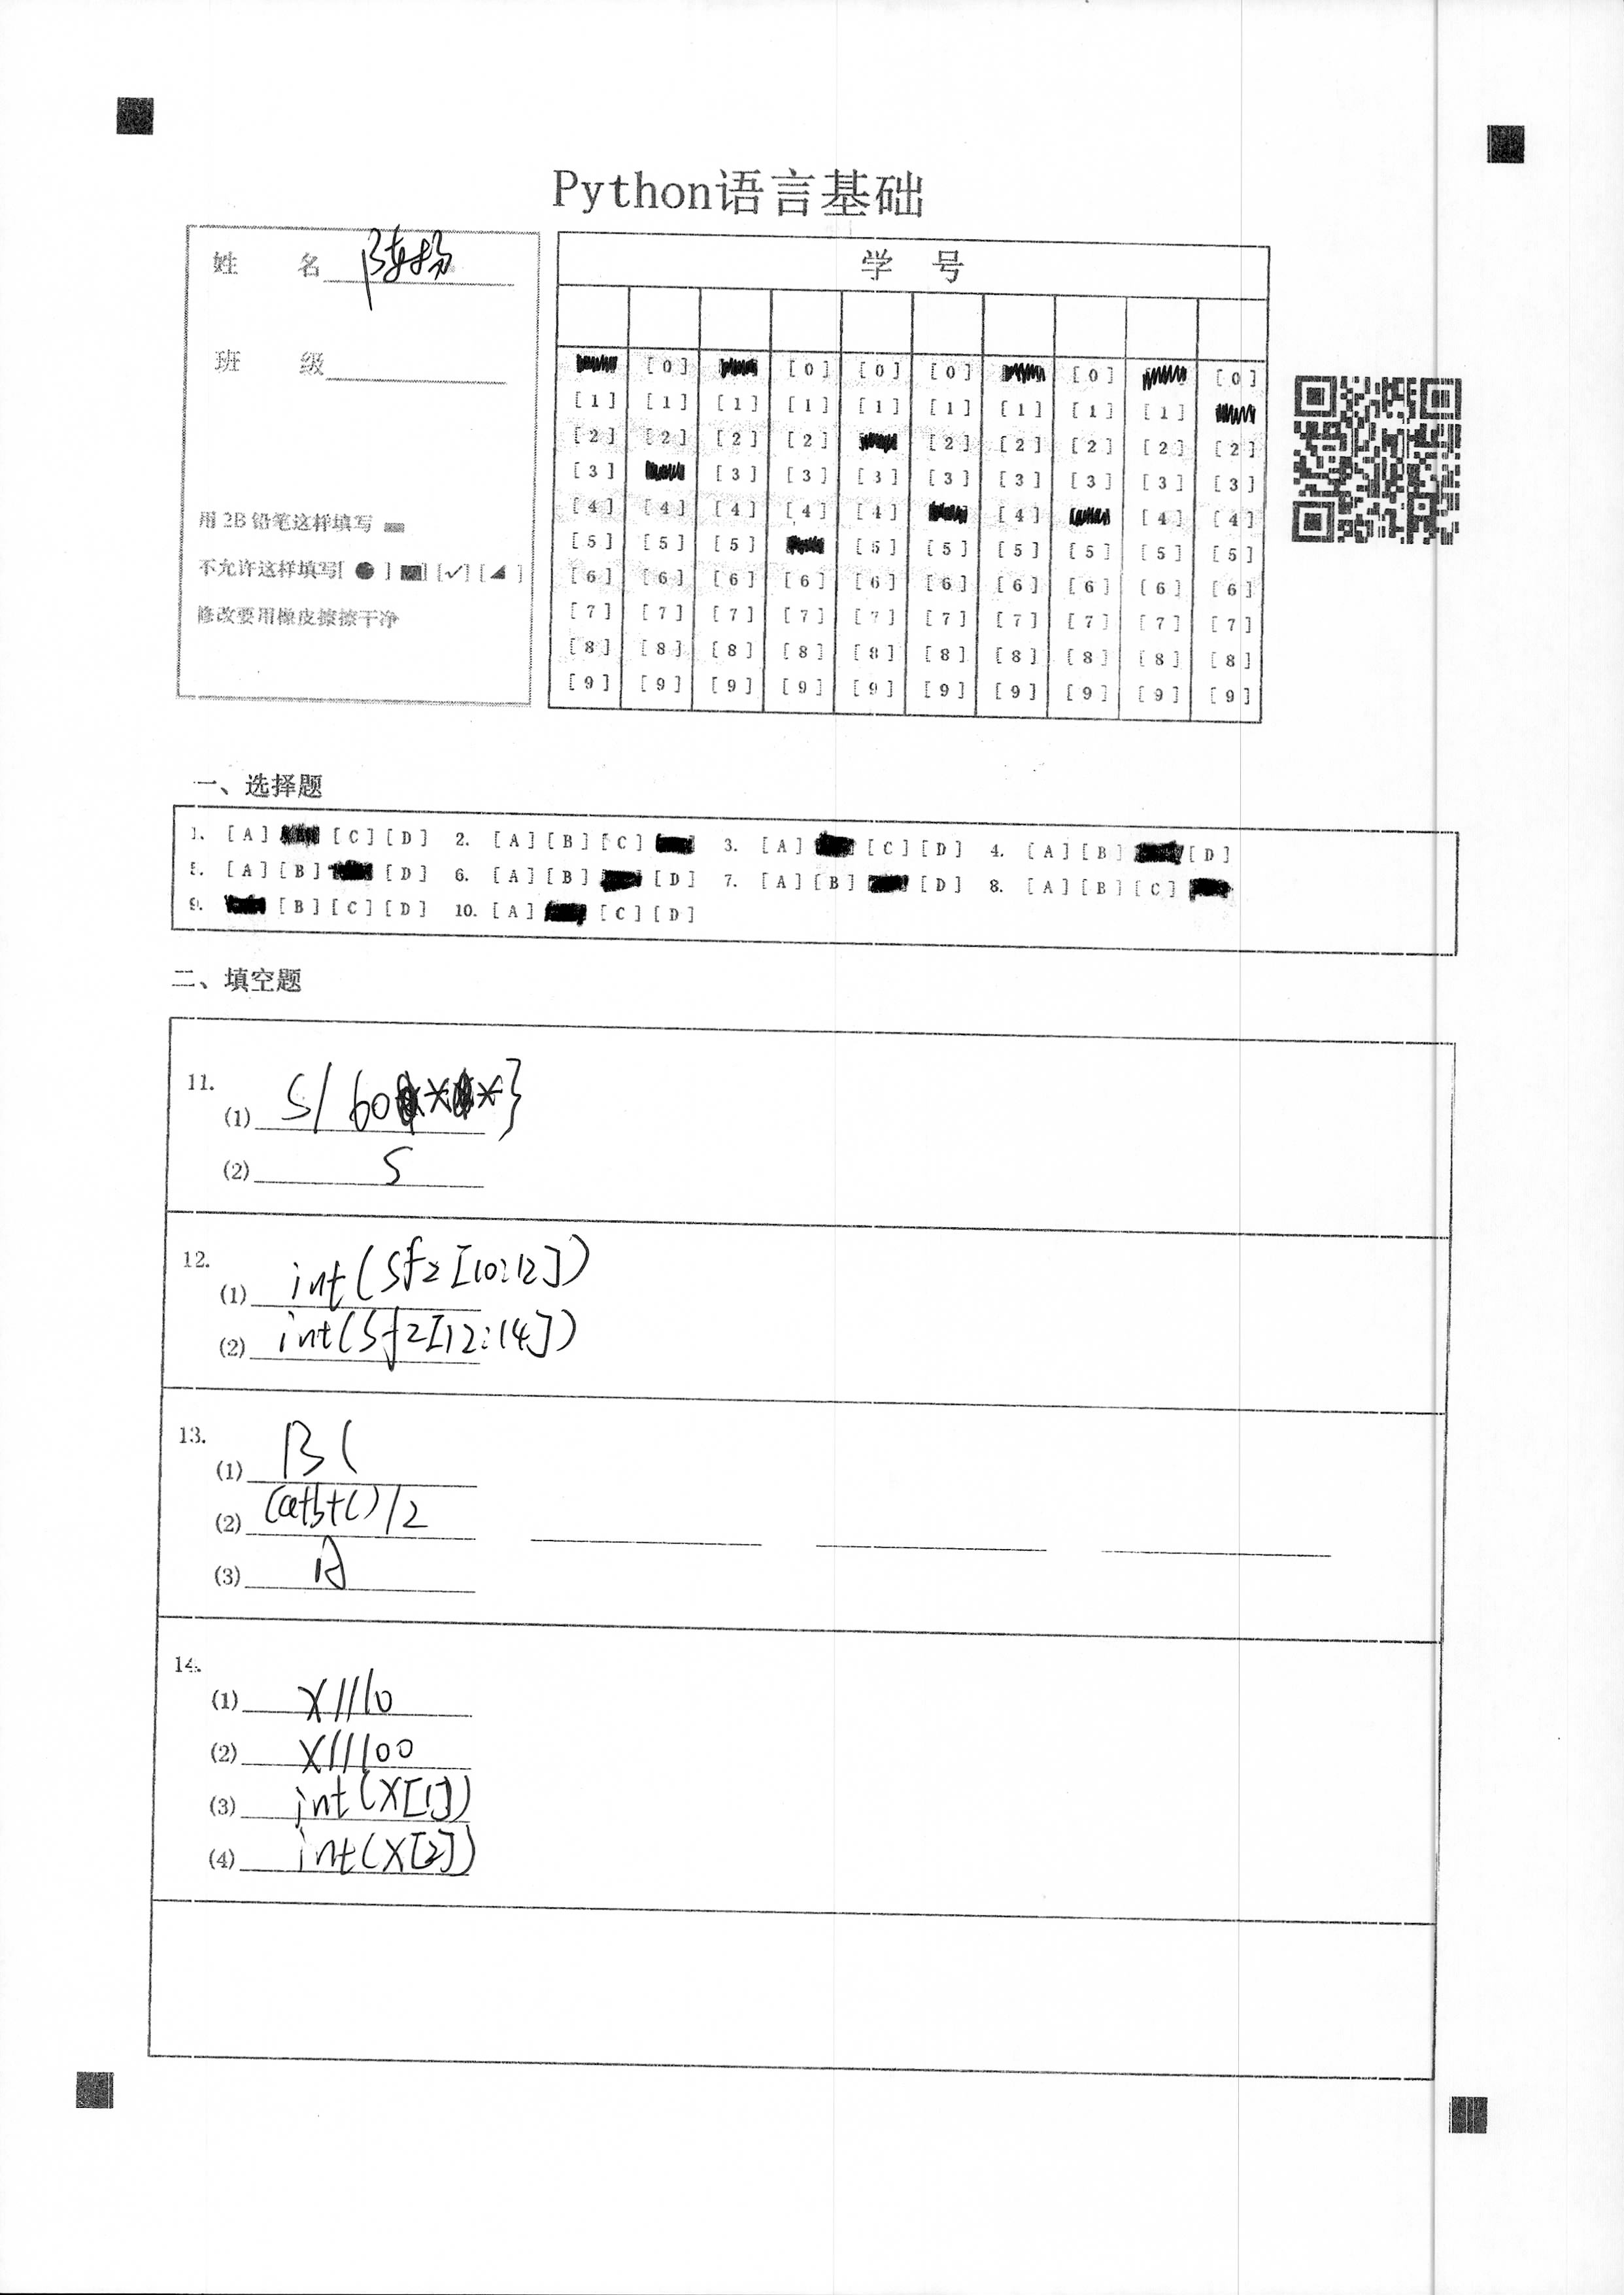 Python语言基础
姓 名 陈扬
班 级
用 2B 铅笔这样填写
不允许这样填写[ ● ] [✓] [ ]
修改要用橡皮擦擦干净
学 号
[0] [0] [0] [0] [0] [0]
[1] [1] [1] [1] [1] [1] [1] [1] [1]
[2] [2] [2] [2] [2] [2] [2] [2] [2]
[3] [3] [3] [3] [3] [3] [3] [3] [3]
[4] [4] [4] [4] [4] [4] [4] [4]
[5] [5] [5] [5] [5] [5] [5] [5] [5]
[6] [6] [6] [6] [6] [6] [6] [6] [6] [6]
[7] [7] [7] [7] [7] [7] [7] [7] [7] [7]
[8] [8] [8] [8] [8] [8] [8] [8] [8] [8]
[9] [9] [9] [9] [9] [9] [9] [9] [9] [9]
一、选择题
1. [A] [C] [D] 2. [A] [B] [C] 3. [A] [C] [D] 4. [A] [B] [D]
5. [A] [B] [D] 6. [A] [B] [D] 7. [A] [B] [D] 8. [A] [B] [C]
9. [B] [C] [D] 10. [A] [C] [D]
二、填空题
11.
(1) S/60
(2) S
12.
(1) int(Sfz[10:12])
(2) int(Sfz[12:14])
13.
(1) BC
(2) (a+b+c)/2
(3) A
14.
(1) x//10
(2) x//100
(3) int(x[1])
(4) int(x[2])